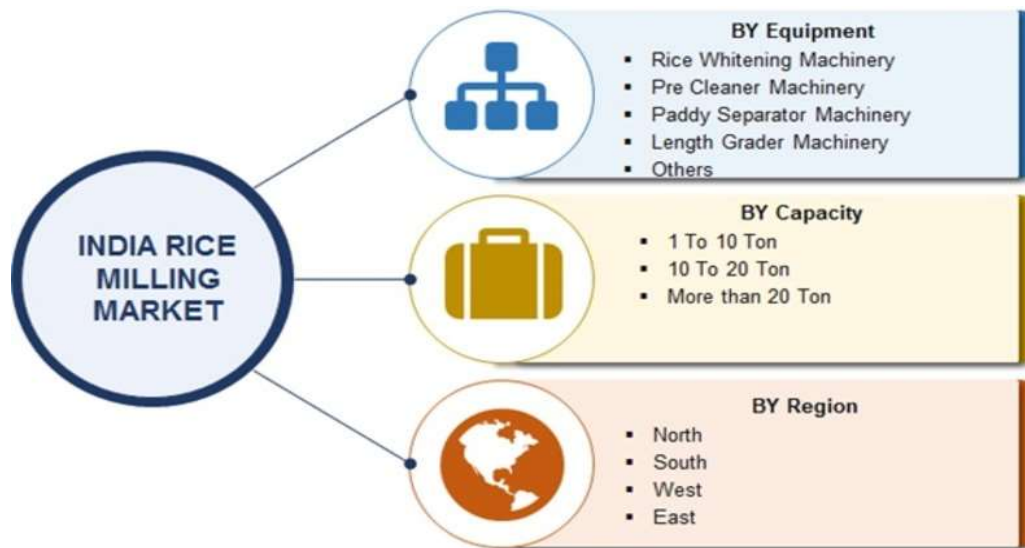 INDIA RICE
MILLING
MARKET
BY Equipment
▪ Rice Whitening Machinery
▪ Pre Cleaner Machinery
▪ Paddy Separator Machinery
▪ Length Grader Machinery
▪ Others
BY Capacity
▪ 1 To 10 Ton
▪ 10 To 20 Ton
▪ More than 20 Ton
BY Region
▪ North
▪ South
▪ West
▪ East